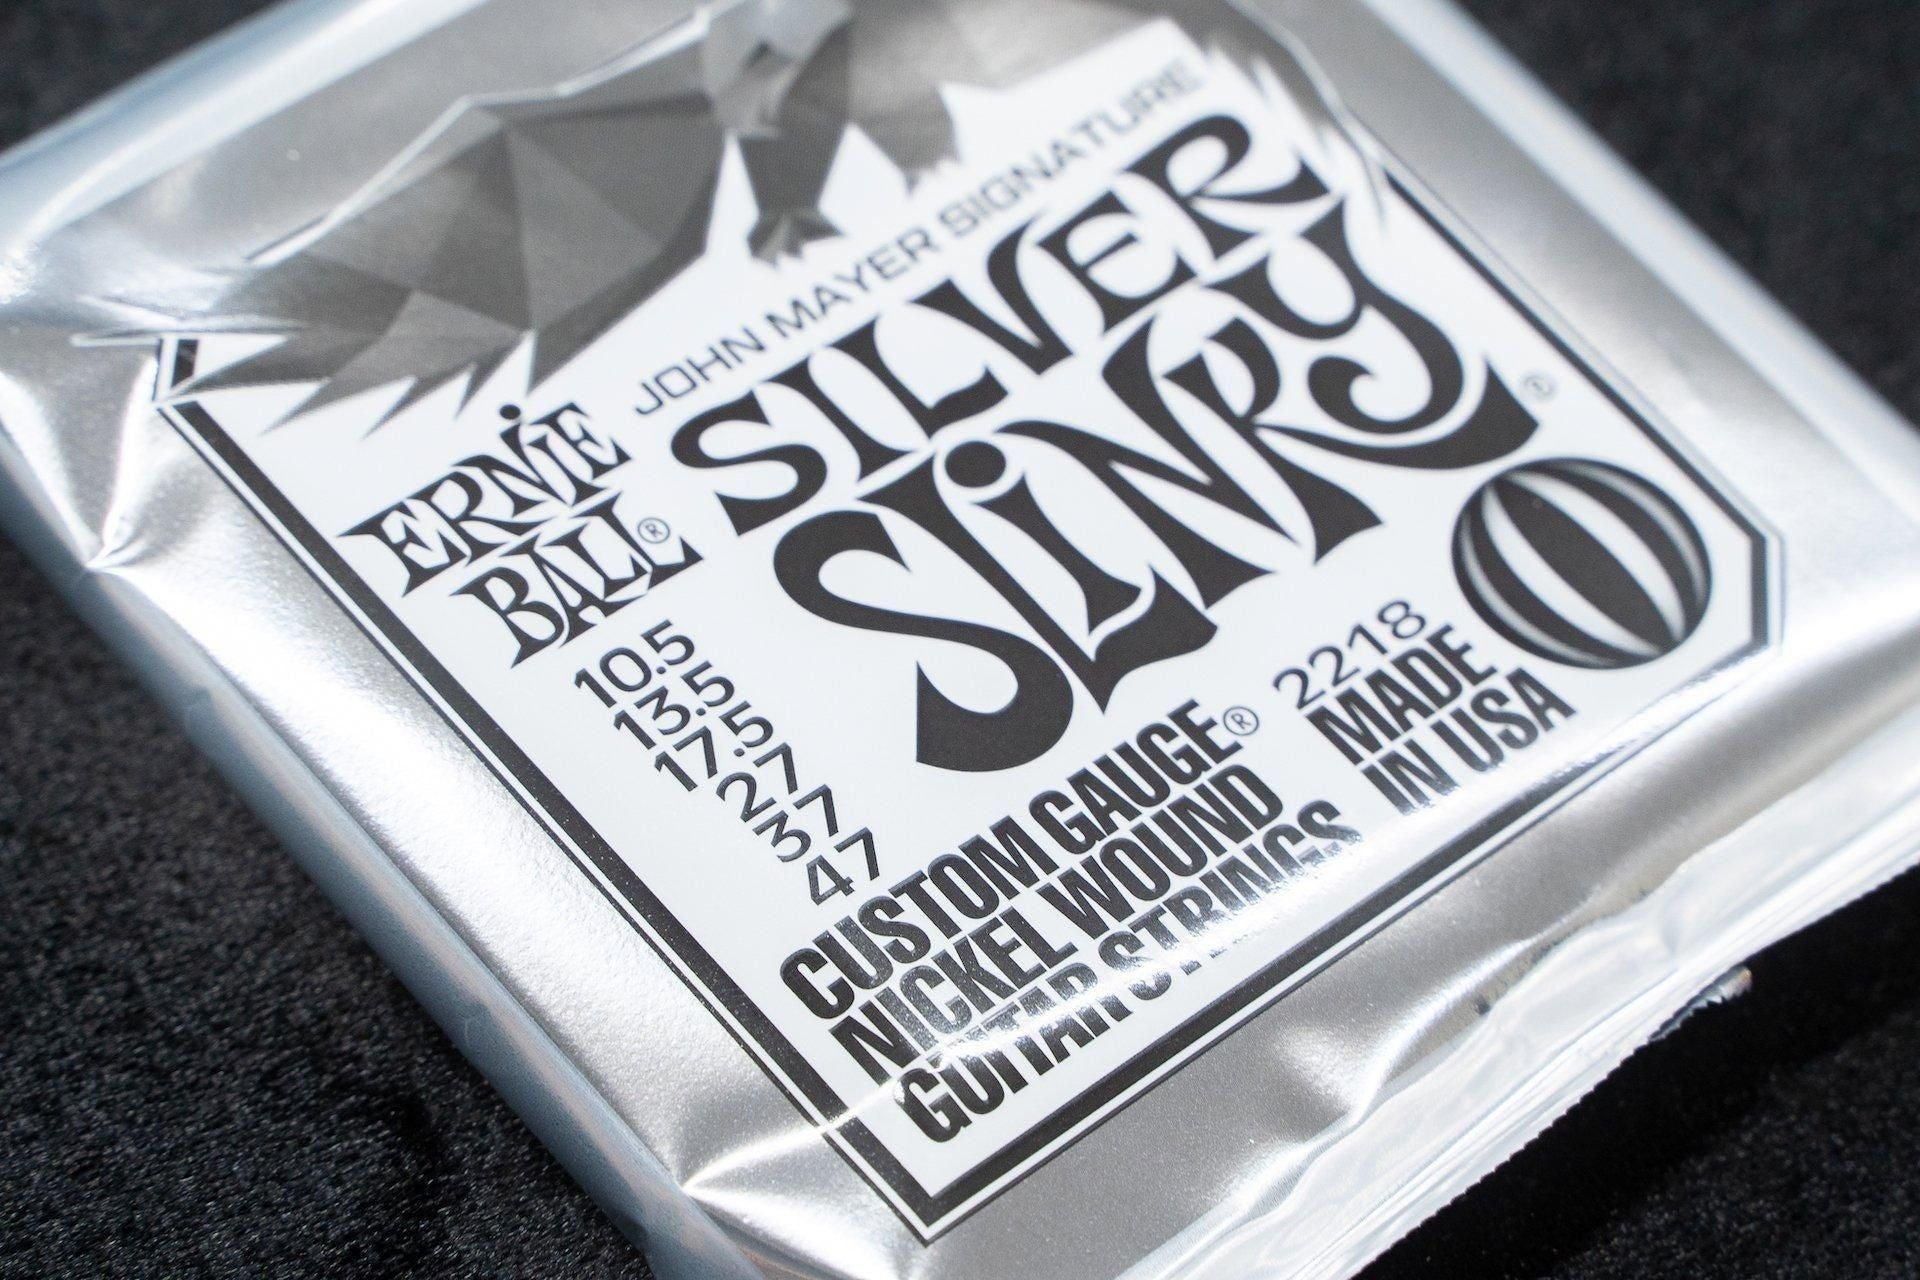 JOHN MAYER SIGNATURE
SILVER
SLINKY®
ERNIE
BALL®
10.5
13.5
17.5
27
37
47
CUSTOM GAUGE®
NICKEL WOUND
GUITAR STRINGS
2218
MADE
IN USA